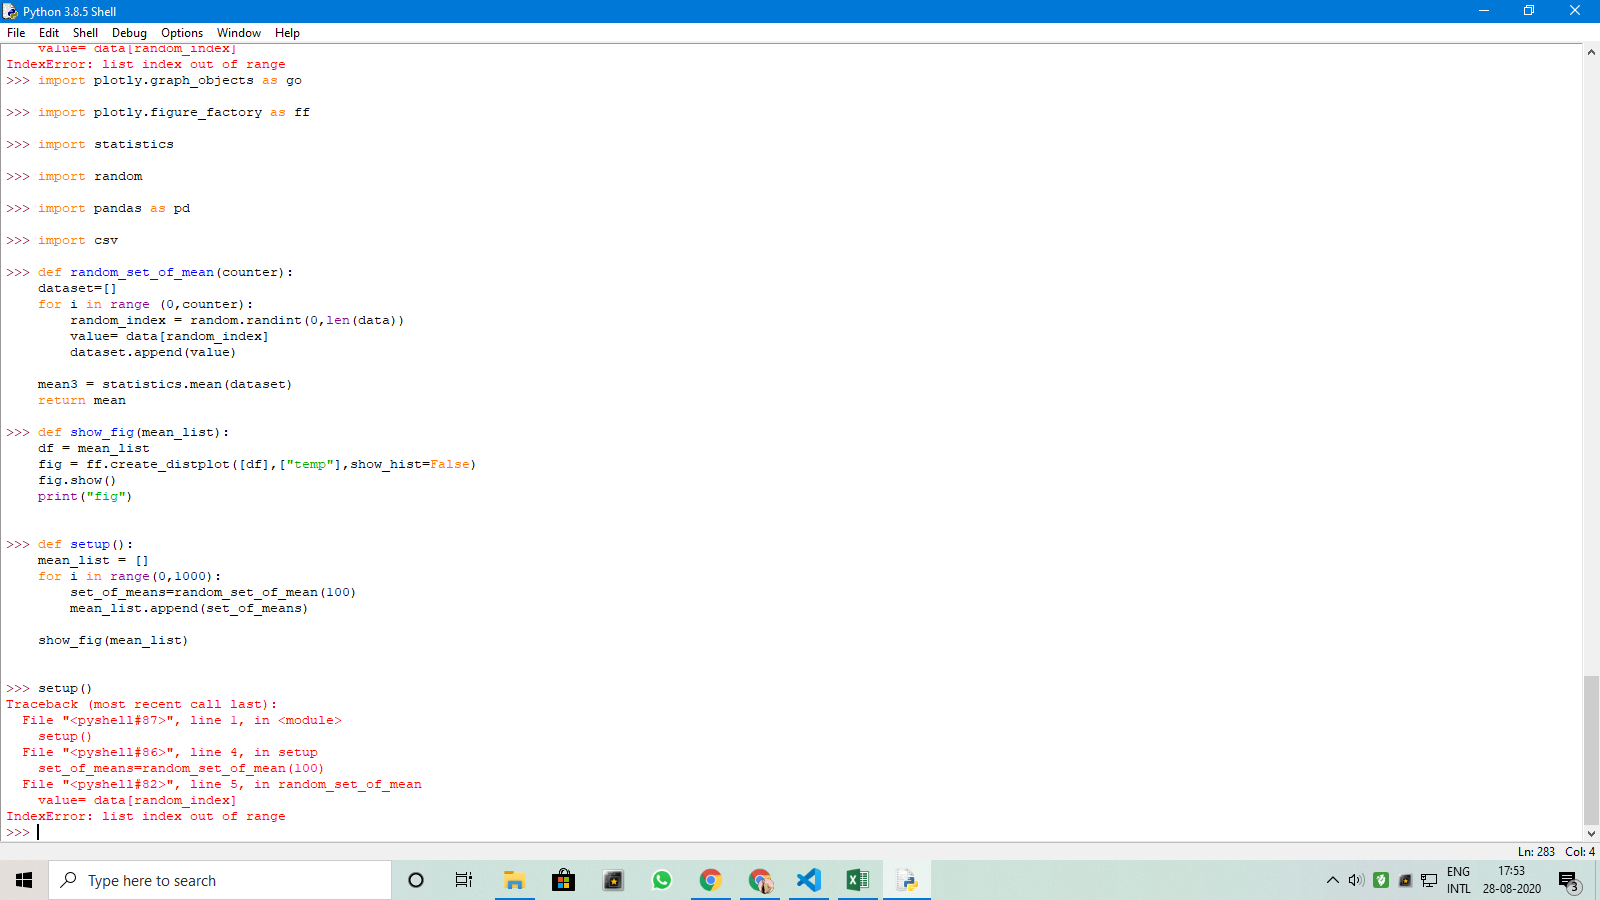 Python 3.8.5 Shell
File Edit Shell Debug Options Window Help
    value= data[random_index]
IndexError: list index out of range
>>> import plotly.graph_objects as go
>>> import plotly.figure_factory as ff
>>> import statistics
>>> import random
>>> import pandas as pd
>>> import csv
>>> def random_set_of_mean(counter):
    dataset=[]
    for i in range (0,counter):
        random_index = random.randint(0,len(data))
        value= data[random_index]
        dataset.append(value)
    mean3 = statistics.mean(dataset)
    return mean
>>> def show_fig(mean_list):
    df = mean_list
    fig = ff.create_distplot([df],["temp"],show_hist=False)
    fig.show()
    print("fig")
>>> def setup():
    mean_list = []
    for i in range(0,1000):
        set_of_means=random_set_of_mean(100)
        mean_list.append(set_of_means)
    show_fig(mean_list)
>>> setup()
Traceback (most recent call last):
  File "<pyshell#87>", line 1, in <module>
    setup()
  File "<pyshell#86>", line 4, in setup
    set_of_means=random_set_of_mean(100)
  File "<pyshell#82>", line 5, in random_set_of_mean
    value= data[random_index]
IndexError: list index out of range
>>>
Ln: 283 Col: 4
Type here to search
ENG
INTL
17:53
28-08-2020
3